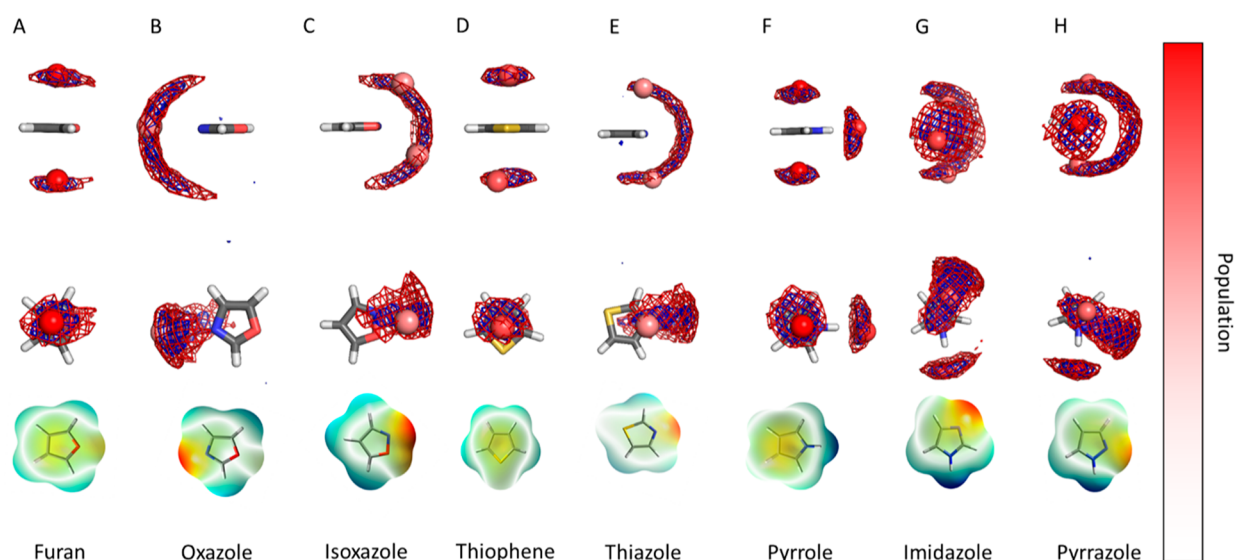 A B C D E F G H
Population
Furan Oxazole Isoxazole Thiophene Thiazole Pyrrole Imidazole Pyrrazole